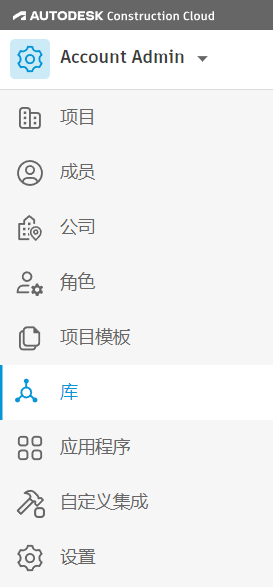 AUTODESK Construction Cloud
Account Admin
项目
成员
公司
角色
项目模板
库
应用程序
自定义集成
设置